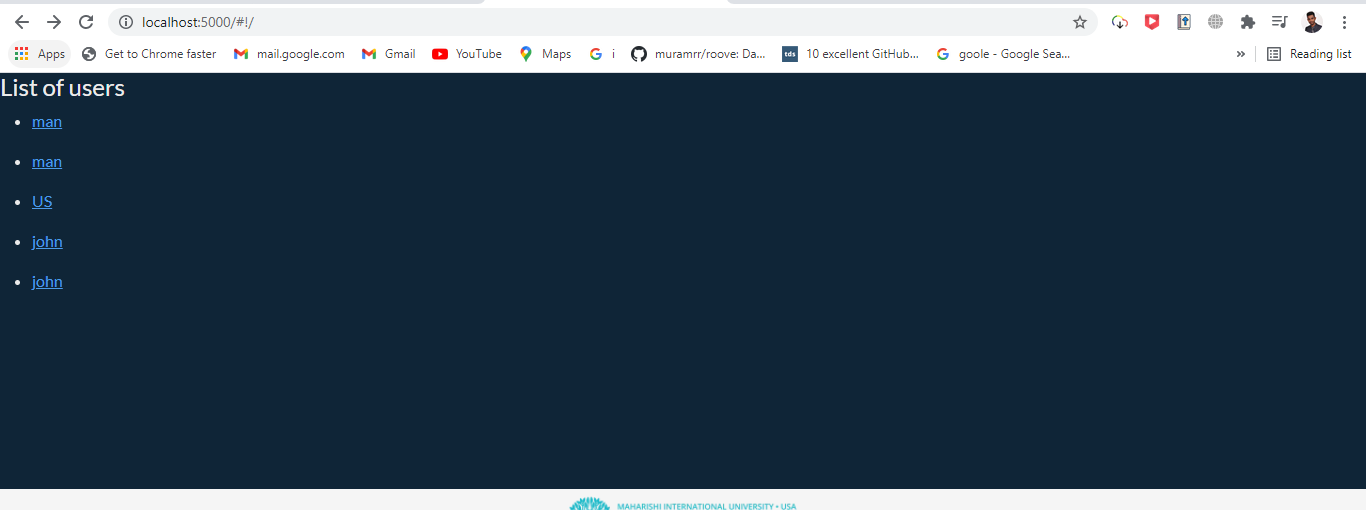 localhost:5000/#!/
Apps Get to Chrome faster mail.google.com Gmail YouTube Maps i muramrr/roove: Da... tds 10 excellent GitHub... goole - Google Sea... » Reading list
List of users
man
man
US
john
john
MAHARISHI INTERNATIONAL UNIVERSITY • USA